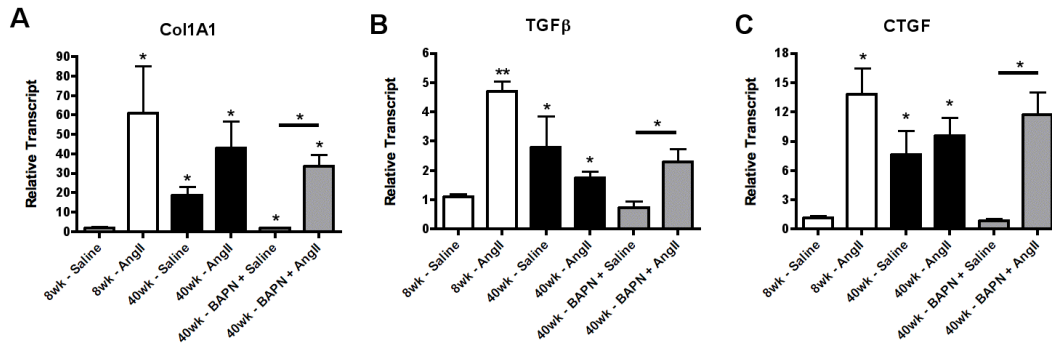 A
Col1A1
Relative Transcript
90
80
70
60
50
40
30
20
10
0
*
*
*
*
*
*
8wk - Saline
8wk - AngII
40wk - Saline
40wk - AngII
40wk - BAPN + Saline
40wk - BAPN + AngII
B
TGFβ
Relative Transcript
6
5
4
3
2
1
0
**
*
*
*
8wk - Saline
8wk - AngII
40wk - Saline
40wk - AngII
40wk - BAPN + Saline
40wk - BAPN + AngII
C
CTGF
Relative Transcript
18
15
12
9
6
3
0
*
*
*
*
8wk - Saline
8wk - AngII
40wk - Saline
40wk - AngII
40wk - BAPN + Saline
40wk - BAPN + AngII